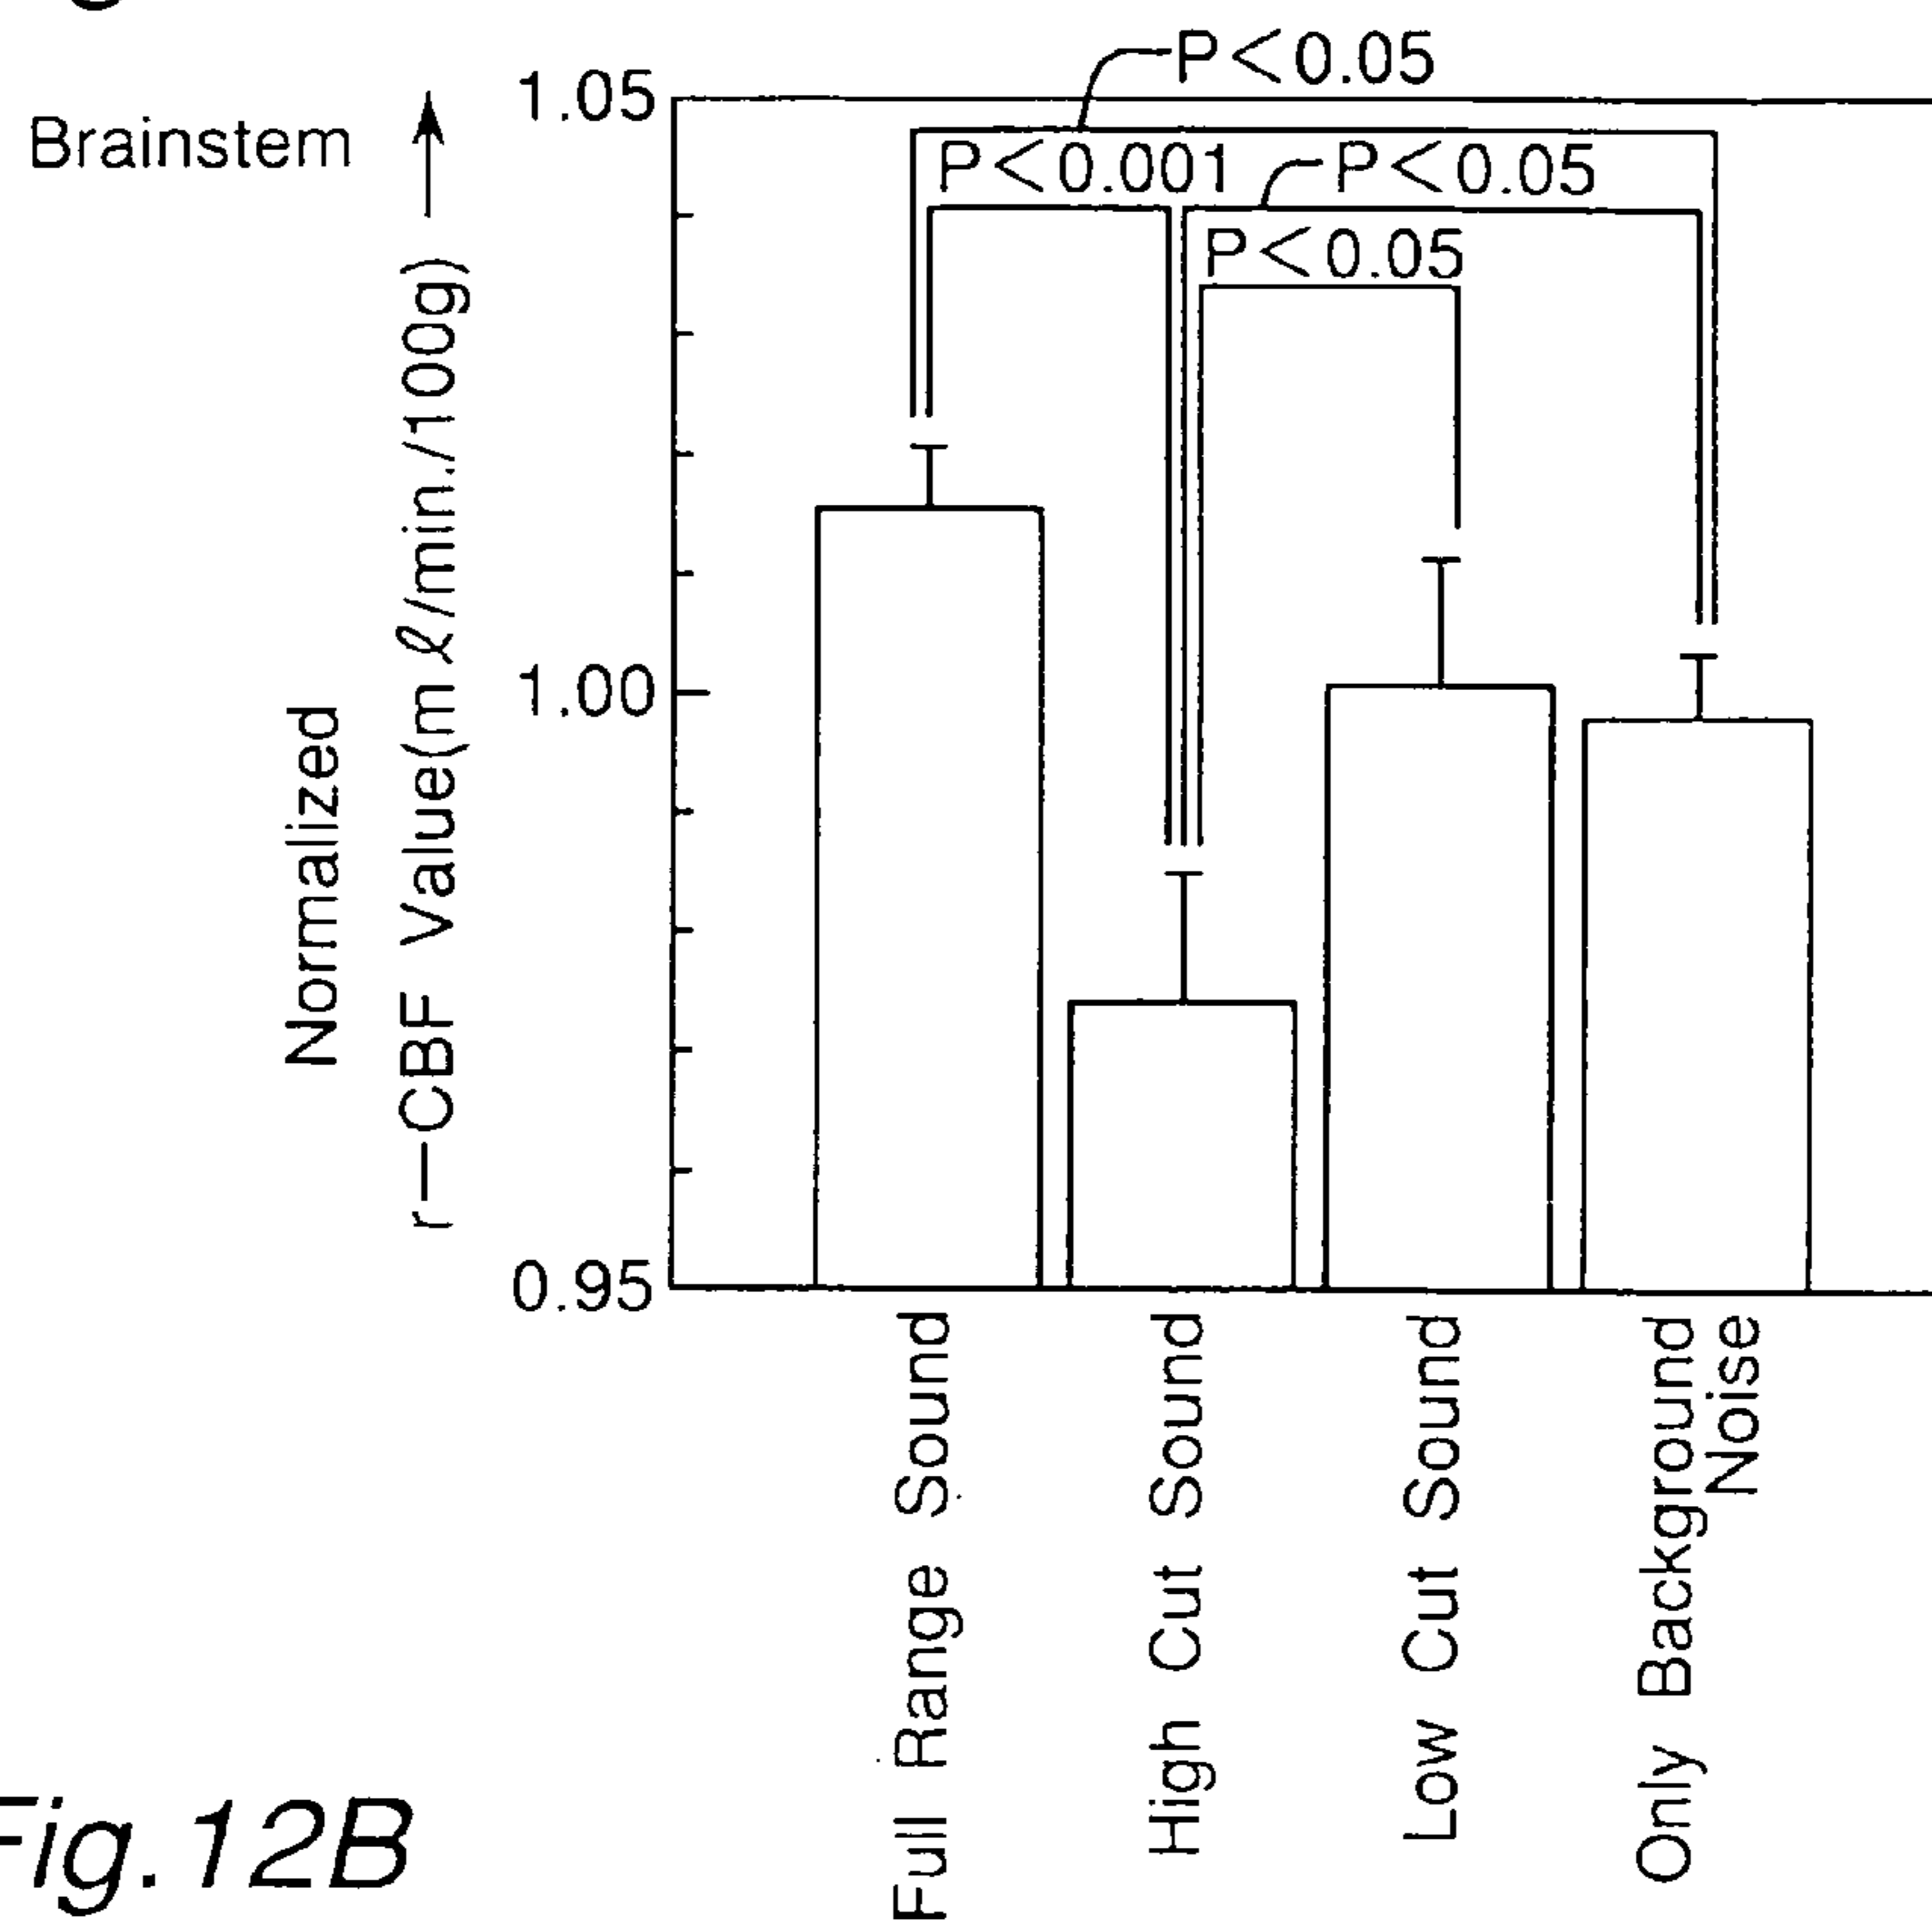 P<0.05
1.05
Brainstem
P<0.001
P<0.05
P<0.05
Normalized
r—CBF Value(mℓ/min./100g)
1.00
0.95
Full Range Sound
High Cut Sound
Low Cut Sound
Only Background
Noise
Fig.12B